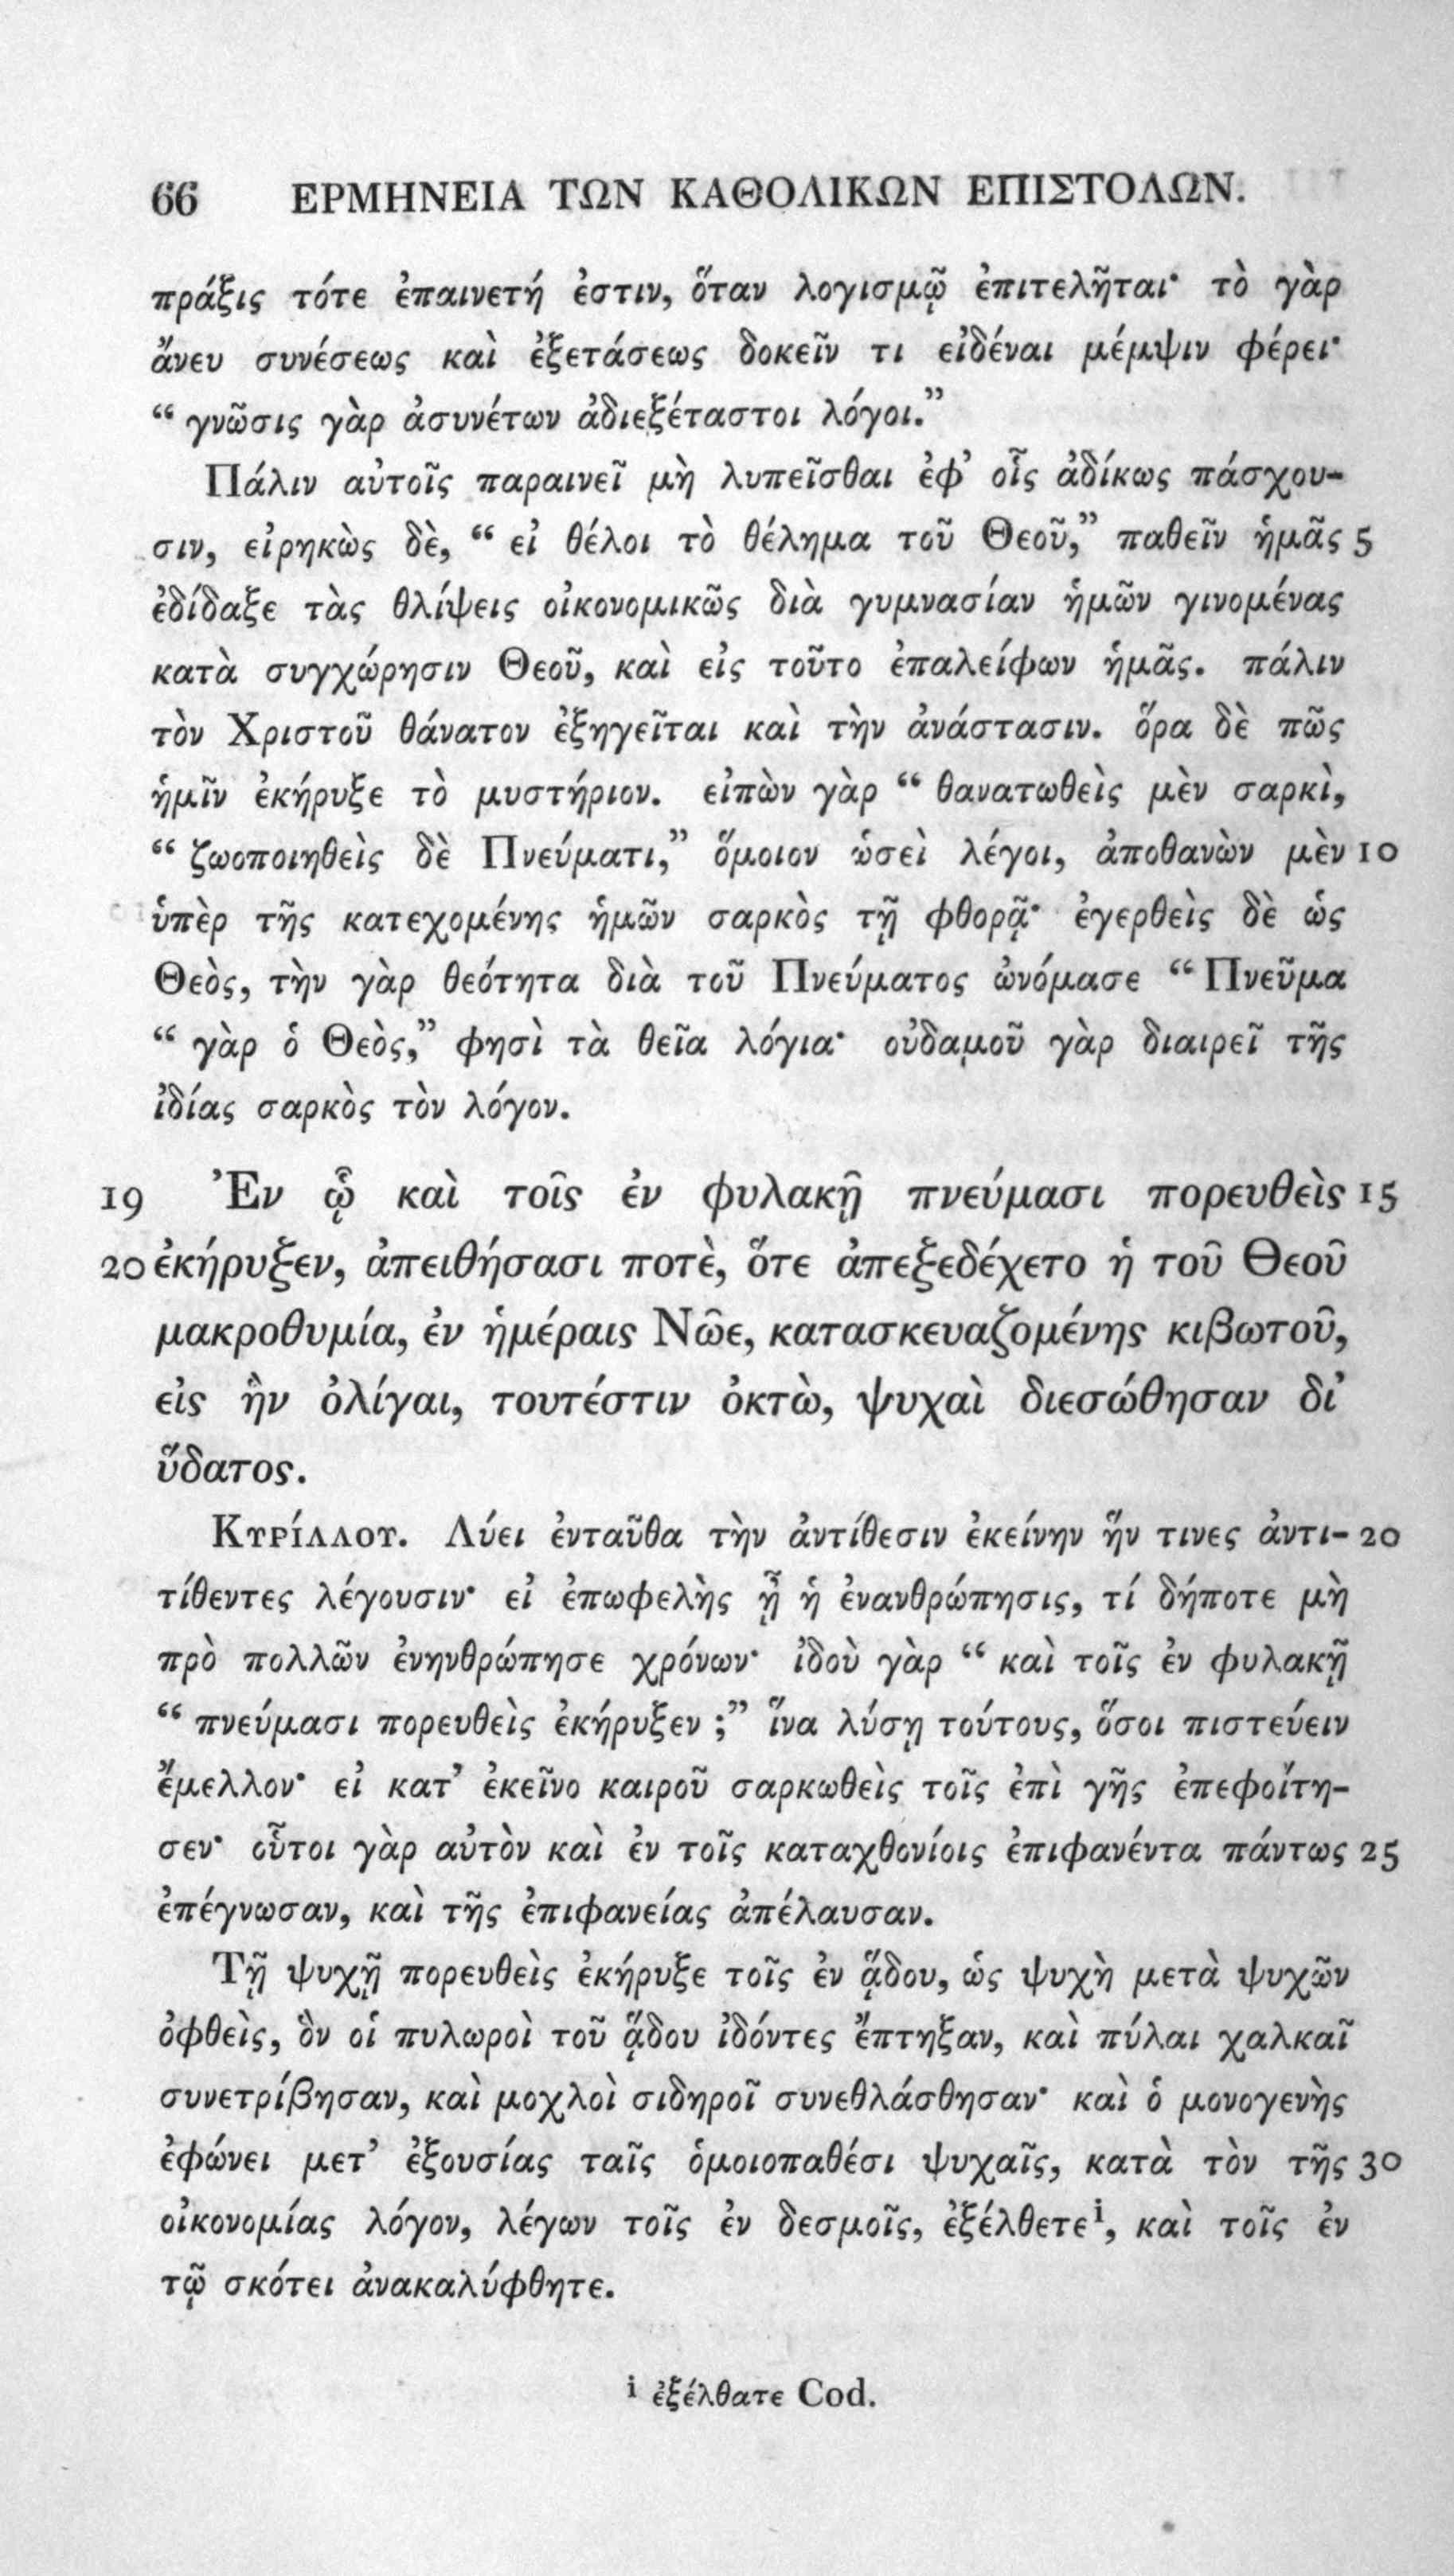 66 ΕΡΜΗΝΕΙΑ ΤΩΝ ΚΑΘΟΛΙΚΩΝ ΕΠΙΣΤΟΛΩΝ.
πράξις τότε ἐπαινετή ἐστιν, ὅταν λογισμῷ ἐπιτελῆται· τὸ γὰρ
ἄνευ συνέσεως καὶ ἐξετάσεως δοκεῖν τι εἰδέναι μέμψιν φέρει·
“ γνῶσις γὰρ ἀσυνέτων ἀδιεξέταστοι λόγοι.”
Πάλιν αὐτοῖς παραινεῖ μὴ λυπεῖσθαι ἐφ’ οἷς ἀδίκως πάσχου-
σιν, εἰρηκὼς δὲ, “ εἰ θέλοι τὸ θέλημα τοῦ Θεοῦ,” παθεῖν ἡμᾶς 5
ἐδίδαξε τὰς θλίψεις οἰκονομικῶς διὰ γυμνασίαν ἡμῶν γινομένας
κατὰ συγχώρησιν Θεοῦ, καὶ εἰς τοῦτο ἐπαλείφων ἡμᾶς. πάλιν
τὸν Χριστοῦ θάνατον ἐξηγεῖται καὶ τὴν ἀνάστασιν. ὅρα δὲ πῶς
ἡμῖν ἐκήρυξε τὸ μυστήριον. εἰπὼν γὰρ “ θανατωθεὶς μὲν σαρκὶ,
“ ζωοποιηθεὶς δὲ Πνεύματι,” ὅμοιον ὡσεὶ λέγοι, ἀποθανὼν μὲν 10
ὑπὲρ τῆς κατεχομένης ἡμῶν σαρκὸς τῇ φθορᾷ· ἐγερθεὶς δὲ ὡς
Θεὸς, τὴν γὰρ θεότητα διὰ τοῦ Πνεύματος ὠνόμασε “ Πνεῦμα
“ γὰρ ὁ Θεὸς,” φησὶ τὰ θεῖα λόγια· οὐδαμοῦ γὰρ διαιρεῖ τῆς
ἰδίας σαρκὸς τὸν λόγον.
19 Ἐν ᾧ καὶ τοῖς ἐν φυλακῇ πνεύμασι πορευθεὶς 15
20 ἐκήρυξεν, ἀπειθήσασι ποτὲ, ὅτε ἀπεξεδέχετο ἡ τοῦ Θεοῦ
μακροθυμία, ἐν ἡμέραις Νῶε, κατασκευαζομένης κιβωτοῦ,
εἰς ἣν ὀλίγαι, τουτέστιν ὀκτὼ, ψυχαὶ διεσώθησαν δι’
ὕδατος.
Κυρίλλου. Λύει ἐνταῦθα τὴν ἀντίθεσιν ἐκείνην ἥν τινες ἀντι- 20
τίθεντες λέγουσιν· εἰ ἐπωφελὴς ᾖ ἡ ἐνανθρώπησις, τί δήποτε μὴ
πρὸ πολλῶν ἐνηνθρώπησε χρόνων· ἰδοὺ γὰρ “ καὶ τοῖς ἐν φυλακῇ
“ πνεύμασι πορευθεὶς ἐκήρυξεν ;” ἵνα λύσῃ τούτους, ὅσοι πιστεύειν
ἔμελλον· εἰ κατ’ ἐκεῖνο καιροῦ σαρκωθεὶς τοῖς ἐπὶ γῆς ἐπεφοίτη-
σεν· οὗτοι γὰρ αὐτὸν καὶ ἐν τοῖς καταχθονίοις ἐπιφανέντα πάντως 25
ἐπέγνωσαν, καὶ τῆς ἐπιφανείας ἀπέλαυσαν.
Τῇ ψυχῇ πορευθεὶς ἐκήρυξε τοῖς ἐν ᾅδου, ὡς ψυχὴ μετὰ ψυχῶν
ὀφθεὶς, ὃν οἱ πυλωροὶ τοῦ ᾅδου ἰδόντες ἔπτηξαν, καὶ πύλαι χαλκαῖ
συνετρίβησαν, καὶ μοχλοὶ σιδηροῖ συνεθλάσθησαν· καὶ ὁ μονογενὴς
ἐφώνει μετ’ ἐξουσίας ταῖς ὁμοιοπαθέσι ψυχαῖς, κατὰ τὸν τῆς 30
οἰκονομίας λόγον, λέγων τοῖς ἐν δεσμοῖς, ἐξέλθετε i, καὶ τοῖς ἐν
τῷ σκότει ἀνακαλύφθητε.
i ἐξέλθατε Cod.